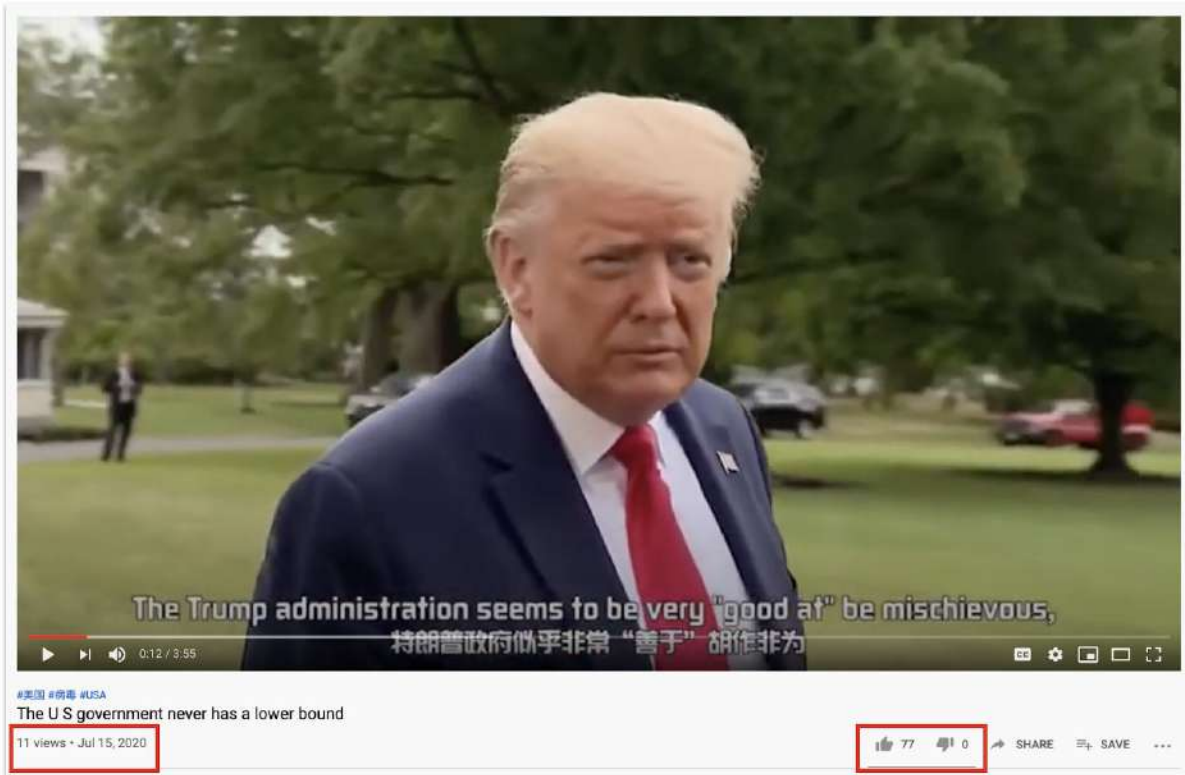 The Trump administration seems to be very "good at" be mischievous,
特朗普政府似乎非常“善于”胡作非为
0:12 / 3:55
CC
#美国 #病毒 #USA
The U S government never has a lower bound
11 views • Jul 15, 2020
77 0 SHARE SAVE